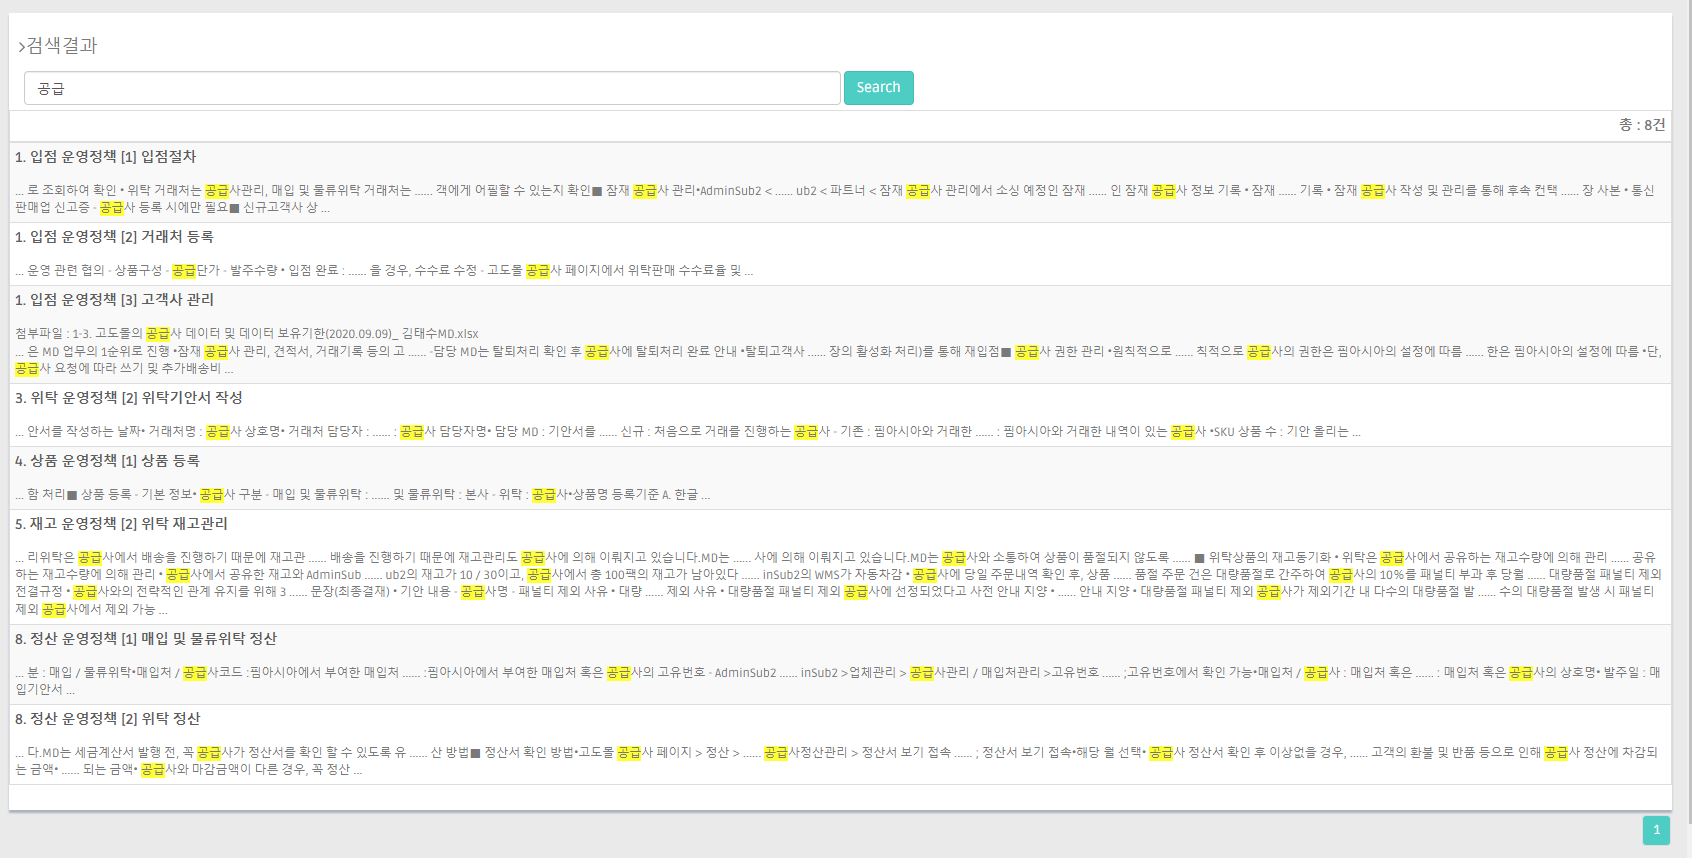 >검색결과
공급
Search
총 : 8건
1. 입점 운영정책 [1] 입점절차
... 로 조회하여 확인 • 위탁 거래처는 공급사관리, 매입 및 물류위탁 거래처는 ...... 객에게 어필할 수 있는지 확인■ 잠재 공급사 관리•AdminSub2 < ...... ub2 < 파트너 < 잠재 공급사 관리에서 소싱 예정인 잠재 ...... 인 잠재 공급사 정보 기록 • 잠재 ...... 기록 • 잠재 공급사 작성 및 관리를 통해 후속 컨택 ...... 장 사본 • 통신
판매업 신고증 - 공급사 등록 시에만 필요■ 신규고객사 상 ...
1. 입점 운영정책 [2] 거래처 등록
... 운영 관련 협의 - 상품구성 - 공급단가 - 발주수량 • 입점 완료 : ...... 을 경우, 수수료 수정 - 고도몰 공급사 페이지에서 위탁판매 수수료율 및 ...
1. 입점 운영정책 [3] 고객사 관리
첨부파일 : 1-3. 고도몰의 공급사 데이터 및 데이터 보유기한(2020.09.09)_ 김태수MD.xlsx
... 은 MD 업무의 1순위로 진행 •잠재 공급사 관리, 견적서, 거래기록 등의 고 ...... -담당 MD는 탈퇴처리 확인 후 공급사에 탈퇴처리 완료 안내 •탈퇴고객사 ...... 장의 활성화 처리)를 통해 재입점■ 공급사 권한 관리 •원칙적으로 ...... 칙적으로 공급사의 권한은 핌아시아의 설정에 따름 ...... 한은 핌아시아의 설정에 따름 •단,
공급사 요청에 따라 쓰기 및 추가배송비 ...
3. 위탁 운영정책 [2] 위탁기안서 작성
... 안서를 작성하는 날짜• 거래처명 : 공급사 상호명• 거래처 담당자 : ...... : 공급사 담당자명• 담당 MD : 기안서를 ...... 신규 : 처음으로 거래를 진행하는 공급사 - 기존 : 핌아시아와 거래한 ...... : 핌아시아와 거래한 내역이 있는 공급사 •SKU 상품 수 : 기안 올리는 ...
4. 상품 운영정책 [1] 상품 등록
... 함 처리■ 상품 등록 - 기본 정보• 공급사 구분 - 매입 및 물류위탁 : ...... 및 물류위탁 : 본사 - 위탁 : 공급사•상품명 등록기준 A. 한글 ...
5. 재고 운영정책 [2] 위탁 재고관리
... 리위탁은 공급사에서 배송을 진행하기 때문에 재고관 ...... 배송을 진행하기 때문에 재고관리도 공급사에 의해 이뤄지고 있습니다.MD는 ...... 사에 의해 이뤄지고 있습니다.MD는 공급사와 소통하여 상품이 품절되지 않도록 ...... ■ 위탁상품의 재고동기화 • 위탁은 공급사에서 공유하는 재고수량에 의해 관리 ...... 공유
하는 재고수량에 의해 관리 • 공급사에서 공유한 재고와 AdminSub ...... ub2의 재고가 10 / 30이고, 공급사에서 총 100팩의 재고가 남아있다 ...... inSub2의 WMS가 자동차감 • 공급사에 당일 주문내역 확인 후, 상품 ...... 품절 주문 건은 대량품절로 간주하여 공급사의 10%를 패널티 부과 후 당월 ...... 대량품절 패널티 제외
전결규정 • 공급사와의 전략적인 관계 유지를 위해 3 ...... 문장(최종결재) • 기안 내용 - 공급사명 - 패널티 제외 사유 • 대량 ...... 제외 사유 • 대량품절 패널티 제외 공급사에 선정되었다고 사전 안내 지양 • ...... 안내 지양 • 대량품절 패널티 제외 공급사가 제외기간 내 다수의 대량품절 발 ...... 수의 대량품절 발생 시 패널티
제외 공급사에서 제외 가능 ...
8. 정산 운영정책 [1] 매입 및 물류위탁 정산
... 분 : 매입 / 물류위탁•매입처 / 공급사코드 :핌아시아에서 부여한 매입처 ...... :핌아시아에서 부여한 매입처 혹은 공급사의 고유번호 - AdminSub2 ...... inSub2 >업체관리 > 공급사관리 / 매입처관리 >고유번호 ...... ;고유번호에서 확인 가능•매입처 / 공급사 : 매입처 혹은 ...... : 매입처 혹은 공급사의 상호명• 발주일 : 매
입기안서 ...
8. 정산 운영정책 [2] 위탁 정산
... 다.MD는 세금계산서 발행 전, 꼭 공급사가 정산서를 확인 할 수 있도록 유 ...... 산 방법■ 정산서 확인 방법•고도몰 공급사 페이지 > 정산 > ...... 공급사정산관리 > 정산서 보기 접속 ...... ; 정산서 보기 접속•해당 월 선택• 공급사 정산서 확인 후 이상없을 경우, ...... 고객의 환불 및 반품 등으로 인해 공급사 정산에 차감되
는 금액• ...... 되는 금액• 공급사와 마감금액이 다른 경우, 꼭 정산 ...
1